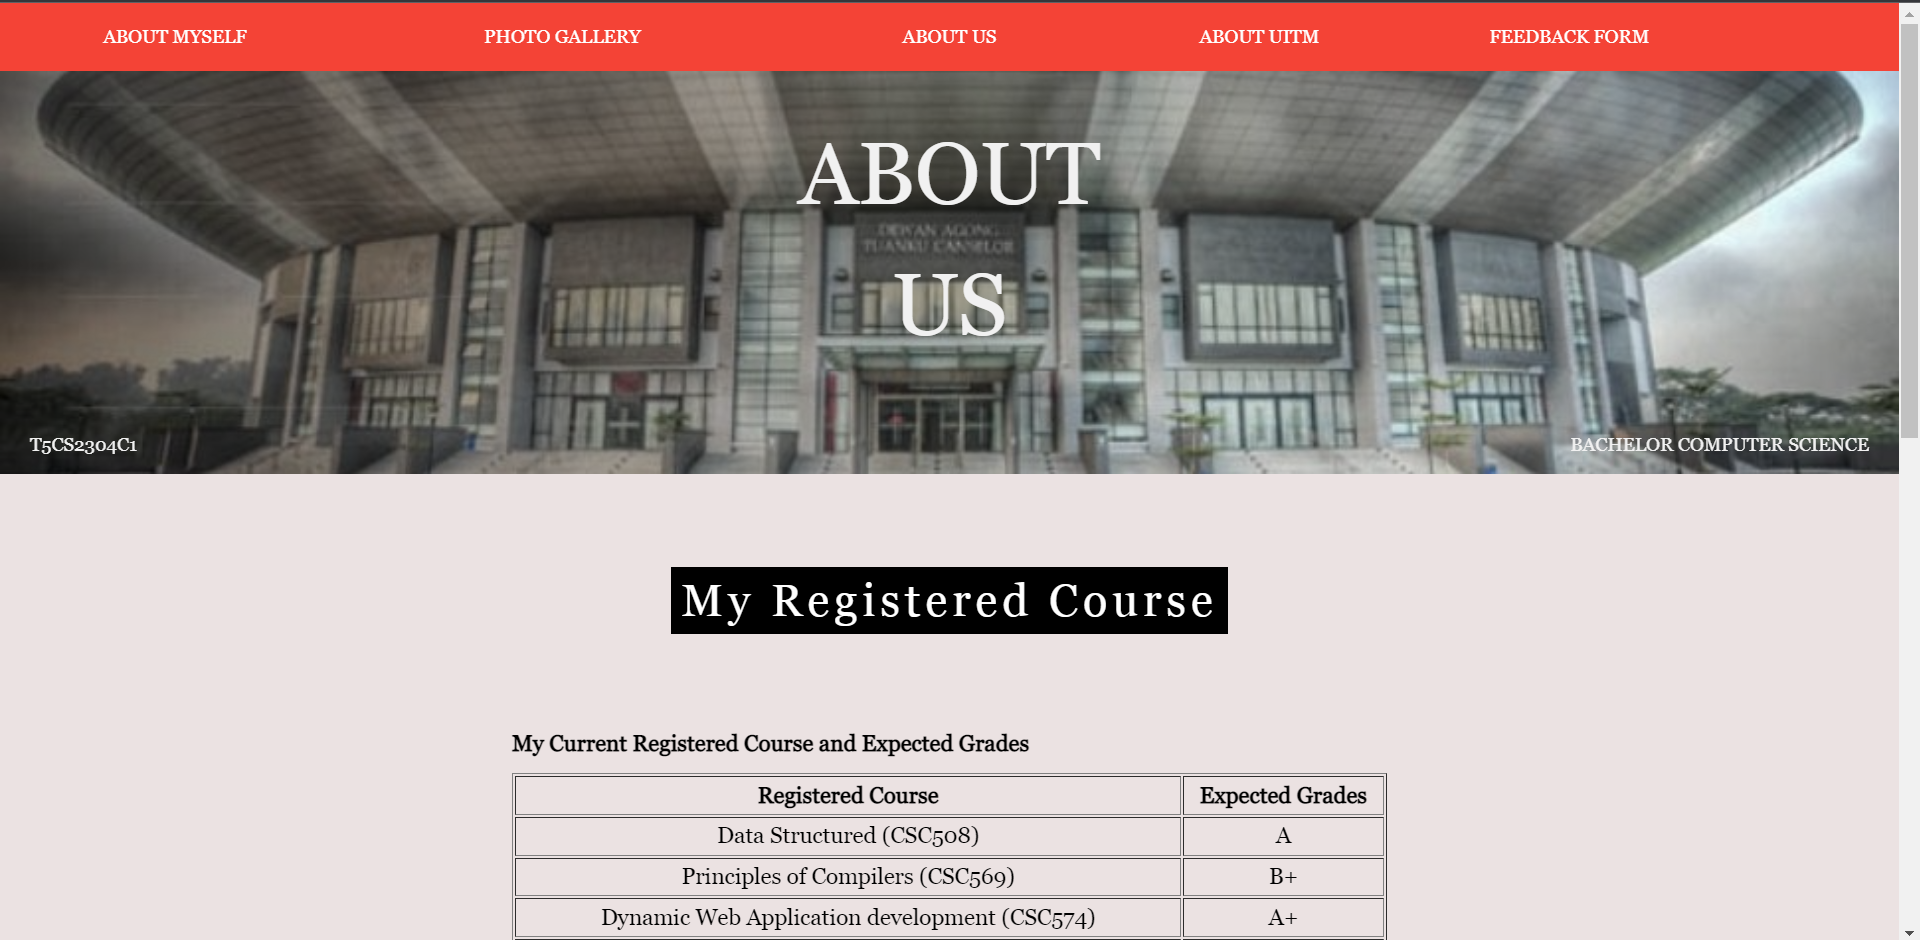 ABOUT MYSELF PHOTO GALLERY ABOUT US ABOUT UITM FEEDBACK FORM
ABOUT
DEWAN AGONG
TUANKU CANSELOR
US
T5CS2304C1 BACHELOR COMPUTER SCIENCE
My Registered Course
My Current Registered Course and Expected Grades
Registered Course Expected Grades
Data Structured (CSC508) A
Principles of Compilers (CSC569) B+
Dynamic Web Application development (CSC574) A+